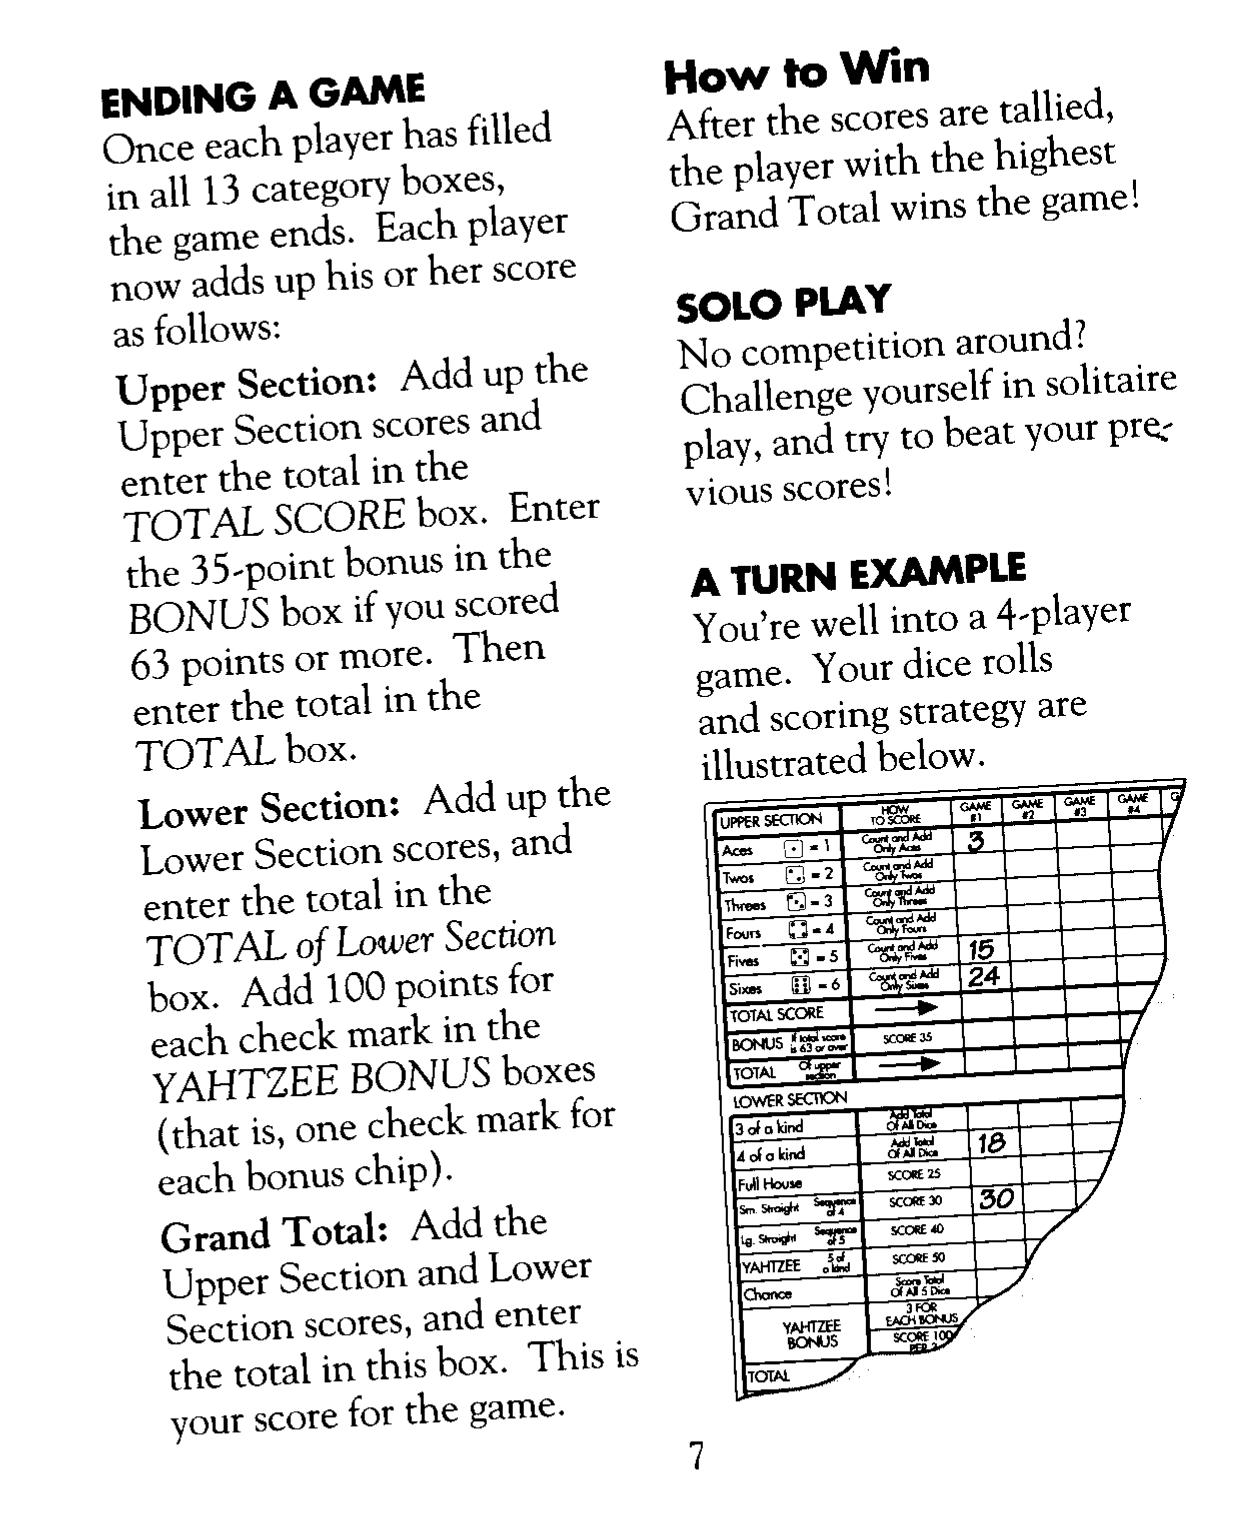 ENDING A GAME
Once each player has filled
in all 13 category boxes,
the game ends. Each player
now adds up his or her score
as follows:
Upper Section: Add up the
Upper Section scores and
enter the total in the
TOTAL SCORE box. Enter
the 35-point bonus in the
BONUS box if you scored
63 points or more. Then
enter the total in the
TOTAL box.
Lower Section: Add up the
Lower Section scores, and
enter the total in the
TOTAL of Lower Section
box. Add 100 points for
each check mark in the
YAHTZEE BONUS boxes
(that is, one check mark for
each bonus chip).
Grand Total: Add the
Upper Section and Lower
Section scores, and enter
the total in this box. This is
your score for the game.
How to Win
After the scores are tallied,
the player with the highest
Grand Total wins the game!
SOLO PLAY
No competition around?
Challenge yourself in solitaire
play, and try to beat your pre-
vious scores!
A TURN EXAMPLE
You're well into a 4-player
game. Your dice rolls
and scoring strategy are
illustrated below.
UPPER SECTION HOW TO SCORE GAME #1 GAME #2 GAME #3 GAME #4 G
Aces = 1 Count and Add Only Aces 3
Twos = 2 Count and Add Only Twos
Threes = 3 Count and Add Only Threes
Fours = 4 Count and Add Only Fours
Fives = 5 Count and Add Only Fives 15
Sixes = 6 Count and Add Only Sixes 24
TOTAL SCORE
BONUS If total score is 63 or over SCORE 35
TOTAL Of upper section
LOWER SECTION
3 of a kind Add Total Of All Dice
4 of a kind Add Total Of All Dice 18
Full House SCORE 25
Sm. Straight Sequence of 4 SCORE 30 30
Lg. Straight Sequence of 5 SCORE 40
YAHTZEE 5 of a kind SCORE 50
Chance Score Total Of All 5 Dice
YAHTZEE BONUS 3 FOR EACH BONUS
SCORE 100 PER 3
TOTAL
7